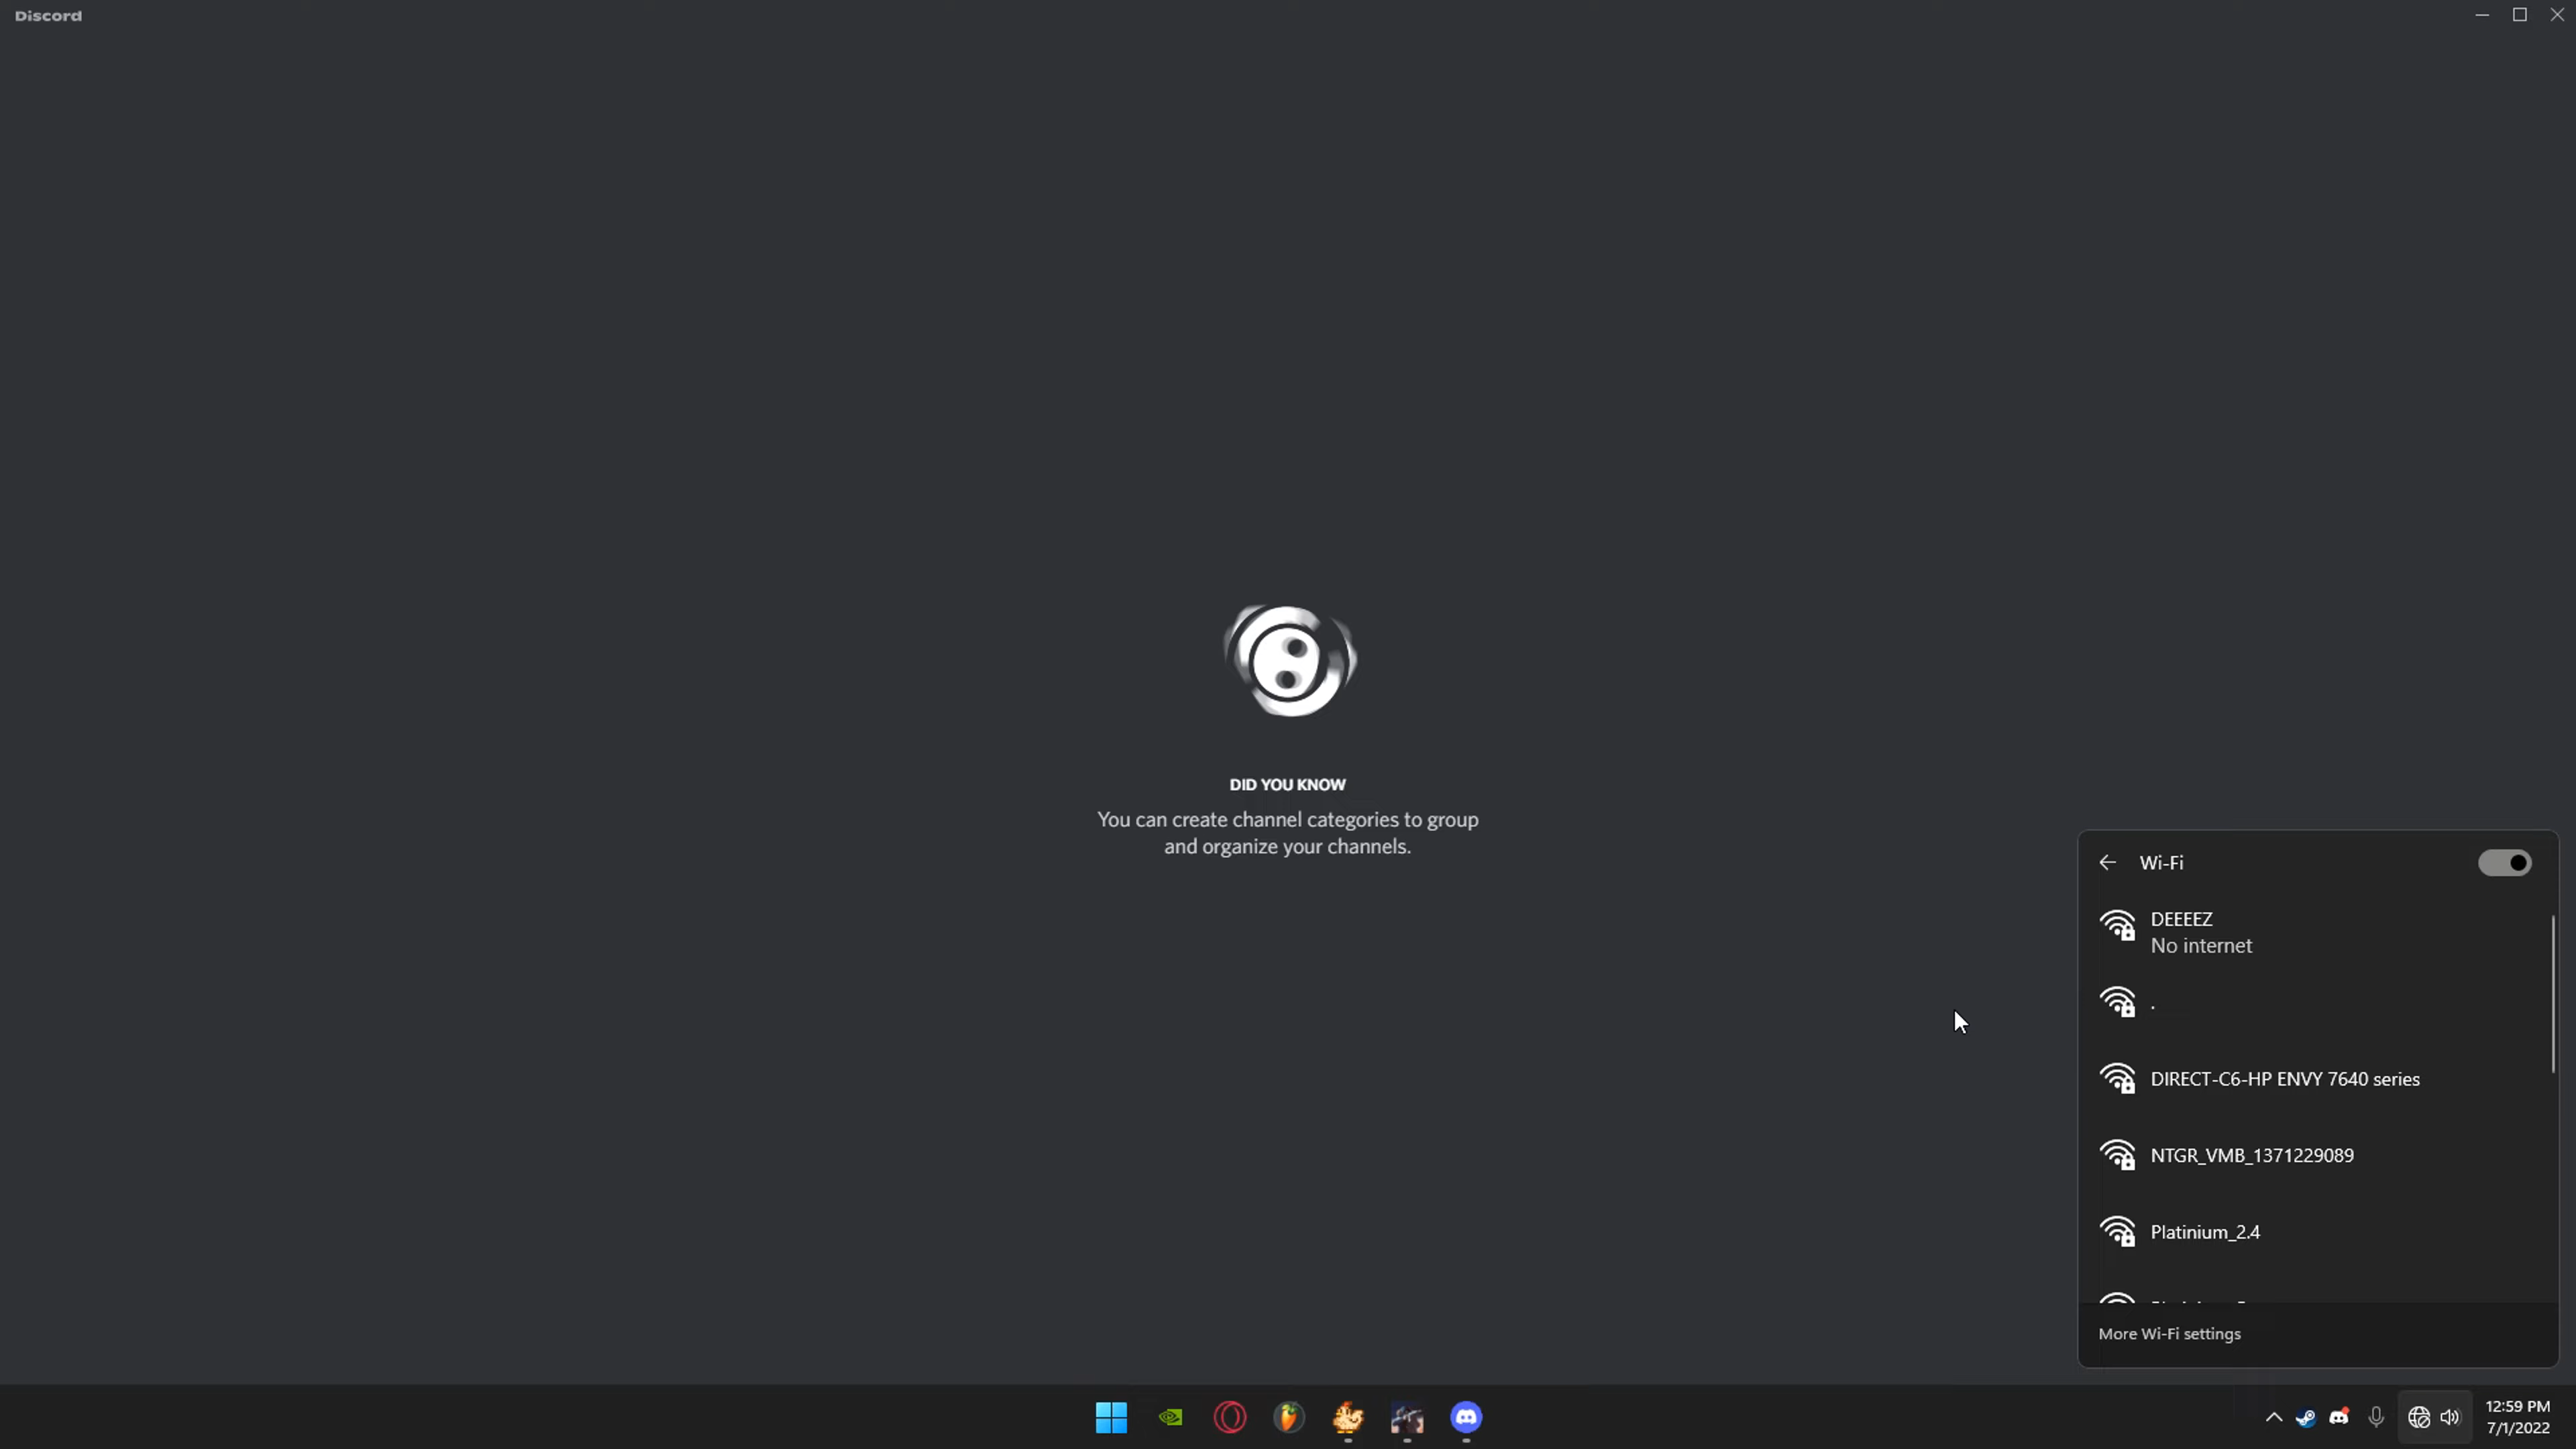 Discord
DID YOU KNOW
You can create channel categories to group
and organize your channels.
Wi-Fi
DEEEEZ
No internet
.
DIRECT-C6-HP ENVY 7640 series
NTGR_VMB_1371229089
Platinium_2.4
More Wi-Fi settings
12:59 PM
7/1/2022